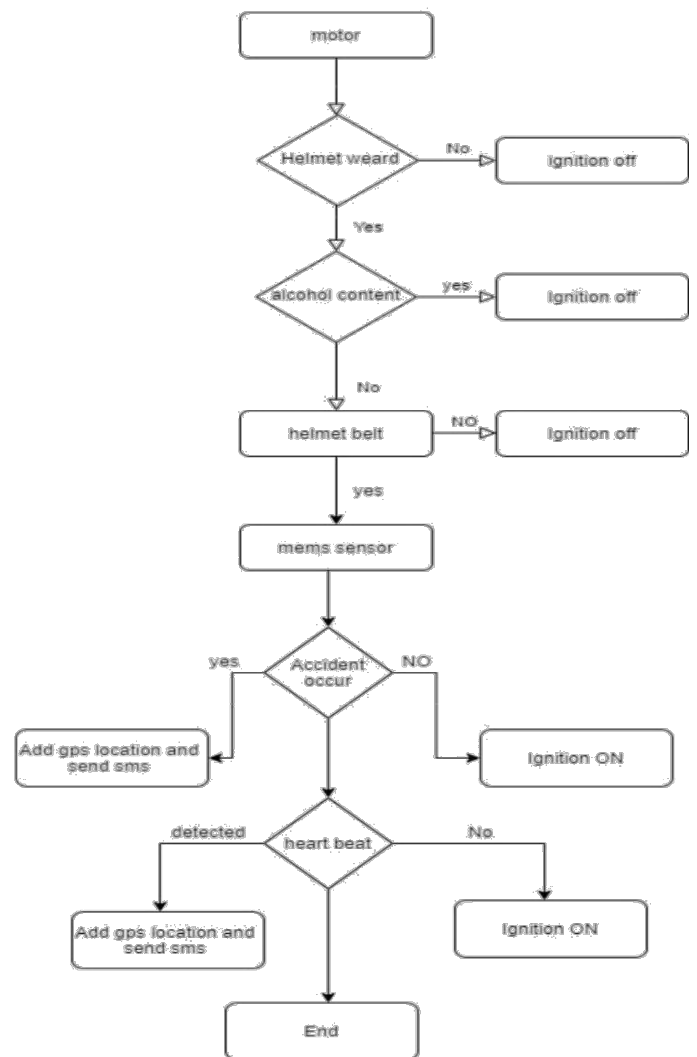 motor
Helmet weard
No
Ignition off
Yes
alcohol content
yes
Ignition off
No
helmet belt
NO
Ignition off
yes
mems sensor
yes
Accident
occur
NO
Add gps location and
send sms
Ignition ON
detected
heart beat
No
Add gps location and
send sms
Ignition ON
End